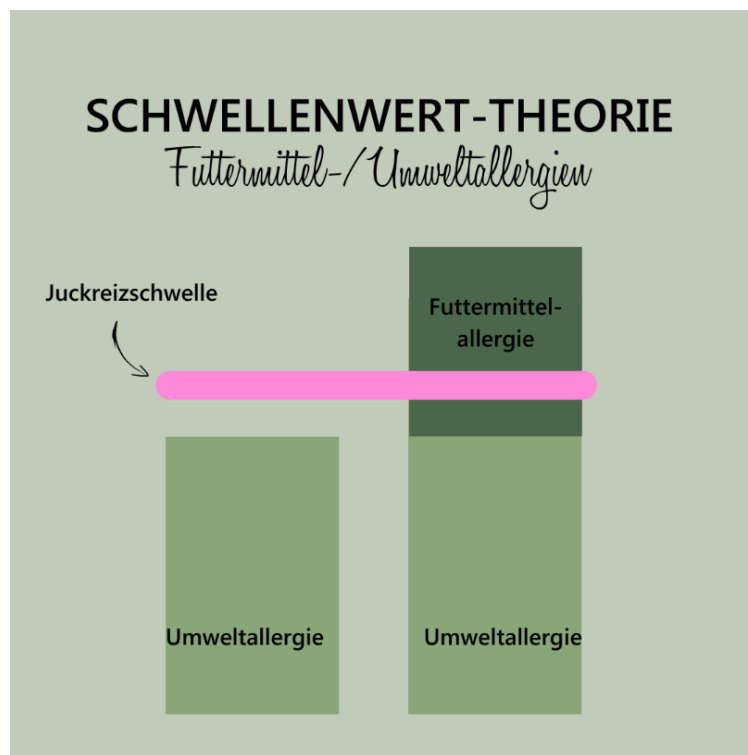 SCHWELLENWERT-THEORIE
Futtermittel-/Umweltallergien
Juckreizschwelle
Futtermittel-
allergie
Umweltallergie
Umweltallergie